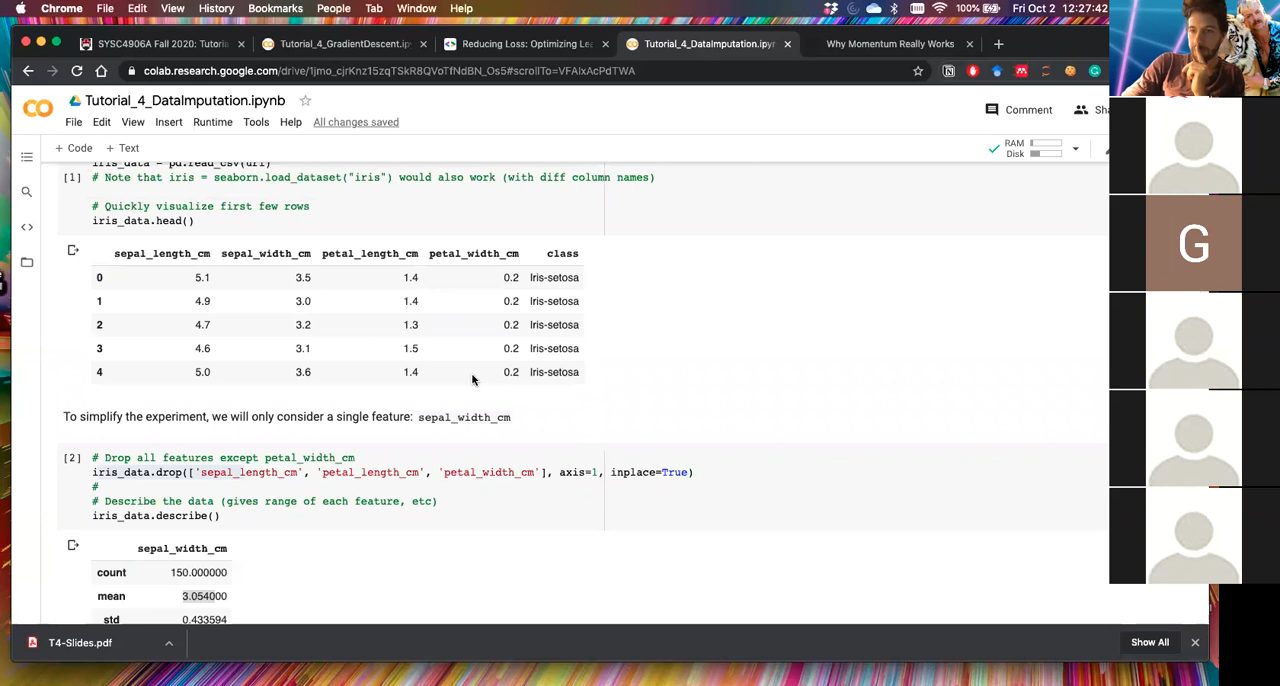 Chrome File Edit View History Bookmarks People Tab Window Help 100% Fri Oct 2 12:27:42
SYSC4906A Fall 2020: Tutoria Tutorial_4_GradientDescent.ip Reducing Loss: Optimizing Le Tutorial_4_DataImputation.ipyn Why Momentum Really Works
colab.research.google.com/drive/1jmo_cjrKnz15zqTSkR8QVoTfNdBN_Os5#scrollTo=VFAIxAcPdTWA
Tutorial_4_DataImputation.ipynb
Comment Sha
File Edit View Insert Runtime Tools Help All changes saved
+ Code + Text
RAM
Disk
iris_data = pd.read_csv(url)
[1] # Note that iris = seaborn.load_dataset("iris") would also work (with diff column names)
# Quickly visualize first few rows
iris_data.head()
sepal_length_cm sepal_width_cm petal_length_cm petal_width_cm class
0 5.1 3.5 1.4 0.2 Iris-setosa
1 4.9 3.0 1.4 0.2 Iris-setosa
2 4.7 3.2 1.3 0.2 Iris-setosa
3 4.6 3.1 1.5 0.2 Iris-setosa
4 5.0 3.6 1.4 0.2 Iris-setosa
To simplify the experiment, we will only consider a single feature: sepal_width_cm
[2] # Drop all features except petal_width_cm
iris_data.drop(['sepal_length_cm', 'petal_length_cm', 'petal_width_cm'], axis=1, inplace=True)
#
# Describe the data (gives range of each feature, etc)
iris_data.describe()
sepal_width_cm
count 150.000000
mean 3.054000
std 0.433594
T4-Slides.pdf
Show All
G